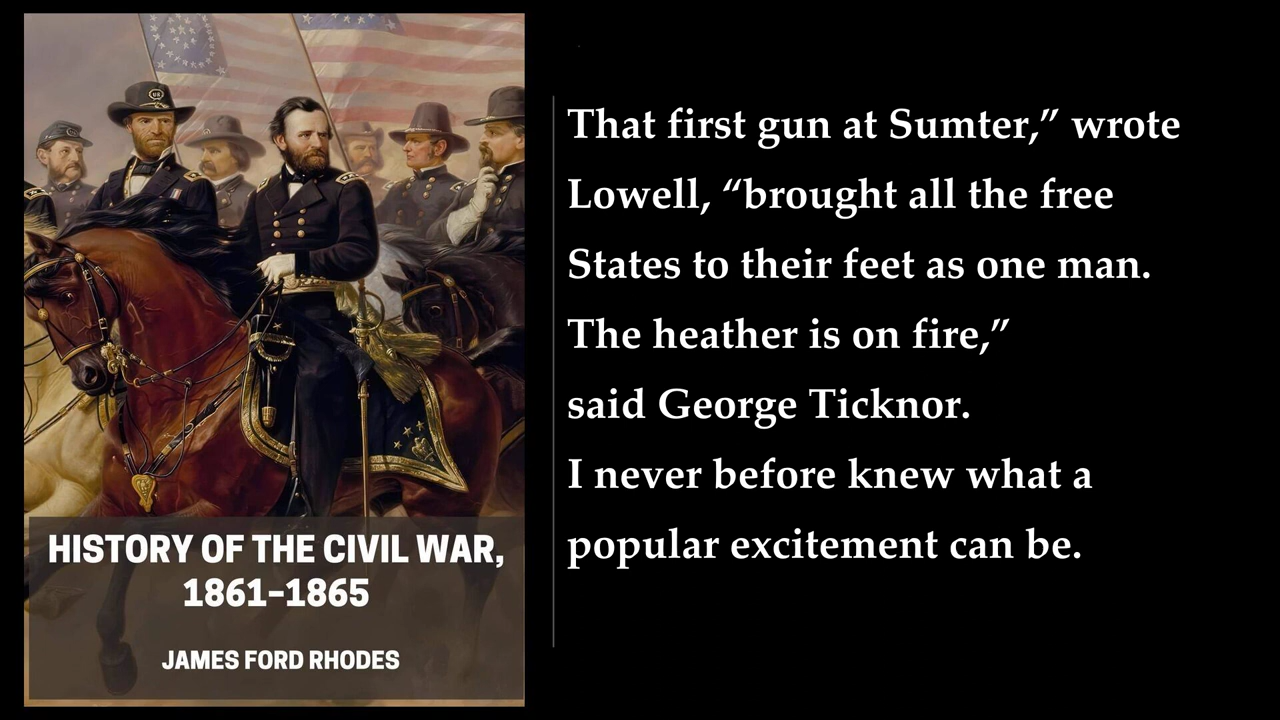 HISTORY OF THE CIVIL WAR,
1861–1865
JAMES FORD RHODES
That first gun at Sumter,” wrote
Lowell, “brought all the free
States to their feet as one man.
The heather is on fire,”
said George Ticknor.
I never before knew what a
popular excitement can be.